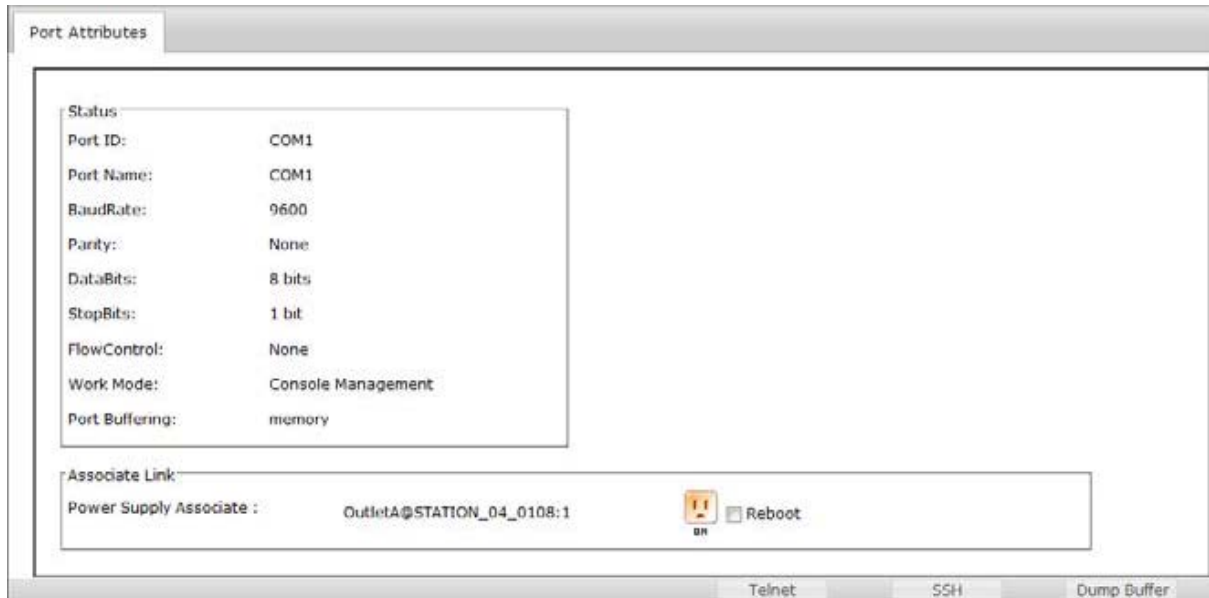 Port Attributes
Status
Port ID: COM1
Port Name: COM1
BaudRate: 9600
Parity: None
DataBits: 8 bits
StopBits: 1 bit
FlowControl: None
Work Mode: Console Management
Port Buffering: memory
Associate Link
Power Supply Associate : OutletA@STATION_04_0108:1 ON Reboot
Telnet SSH Dump Buffer